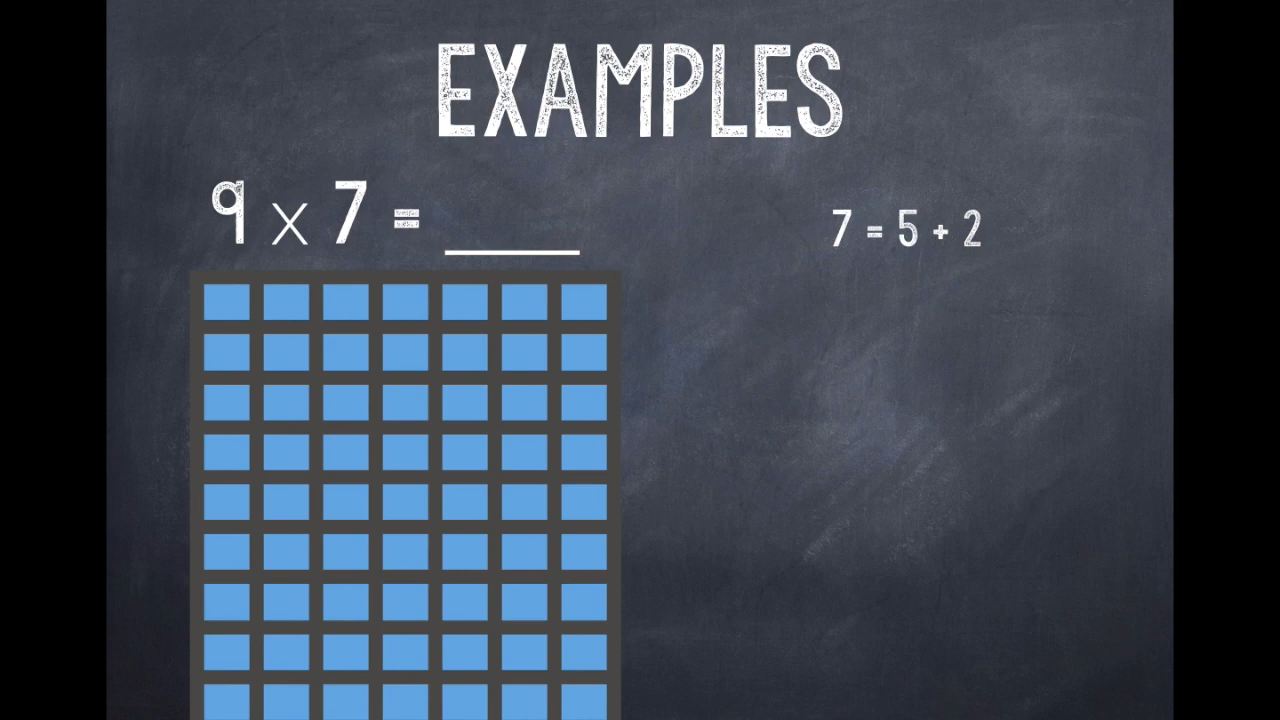 EXAMPLES
9 x 7 = ____
7 = 5 + 2